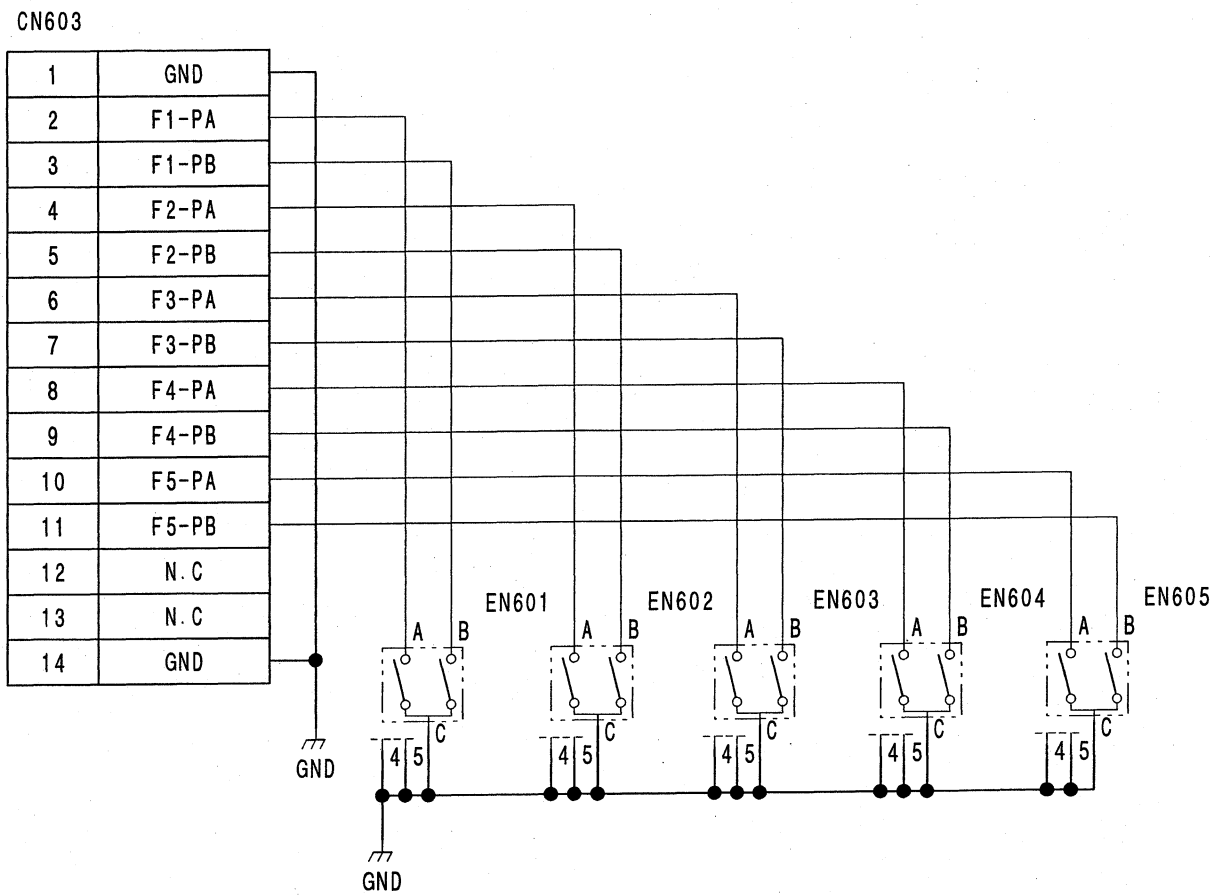 CN603
1 GND
2 F1-PA
3 F1-PB
4 F2-PA
5 F2-PB
6 F3-PA
7 F3-PB
8 F4-PA
9 F4-PB
10 F5-PA
11 F5-PB
12 N.C
13 N.C
14 GND
EN601 EN602 EN603 EN604 EN605
A B A B A B A B A B
C C C C C
4 5 4 5 4 5 4 5 4 5
GND
GND